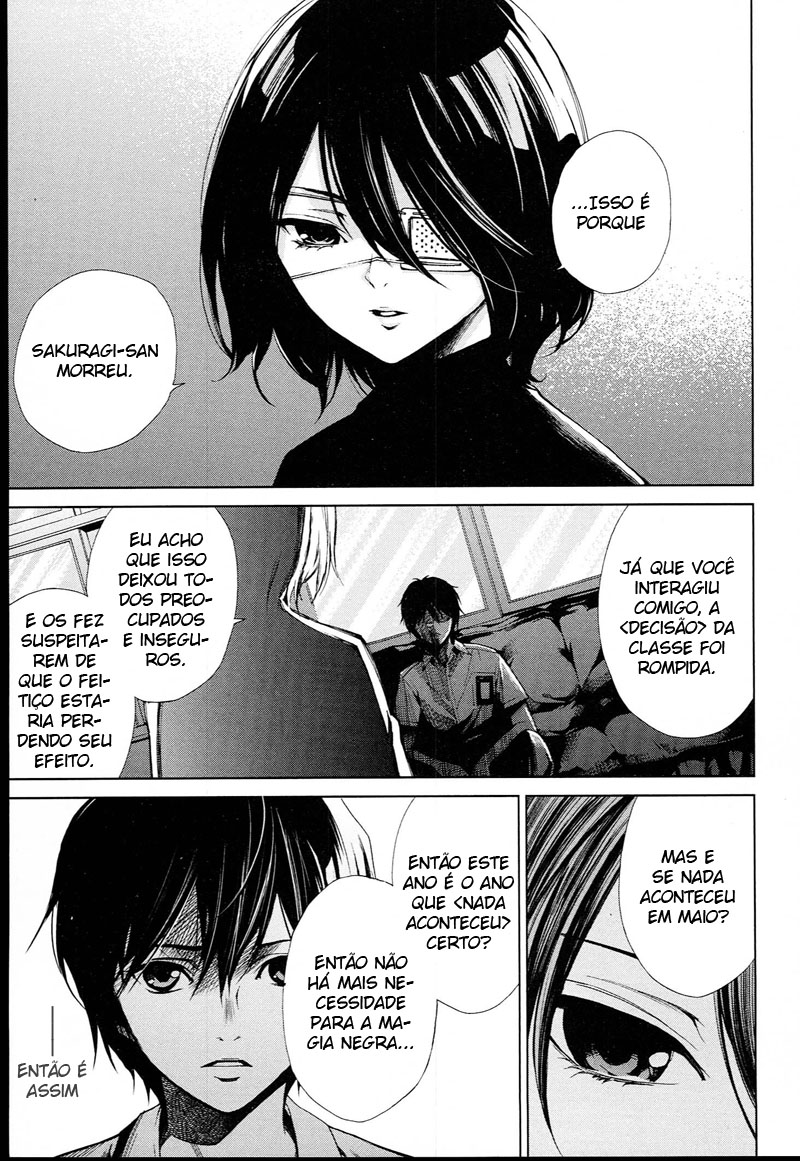 ...ISSO É
PORQUE
SAKURAGI-SAN
MORREU.
JÁ QUE VOCÊ
INTERAGIU
COMIGO, A
<DECISÃO> DA
CLASSE FOI
ROMPIDA.
EU ACHO
QUE ISSO
DEIXOU TO-
DOS PREO-
CUPADOS
E INSEGU-
ROS.
E OS FEZ
SUSPEITA-
REM DE
QUE O FEI-
TIÇO ESTA-
RIA PER-
DENDO SEU
EFEITO.
MAS E
SE NADA
ACONTECEU
EM MAIO?
ENTÃO ESTE
ANO É O ANO
QUE <NADA
ACONTECEU>
CERTO?
ENTÃO NÃO
HÁ MAIS NE-
CESSIDADE
PARA A MA-
GIA NEGRA...
ENTÃO É
ASSIM